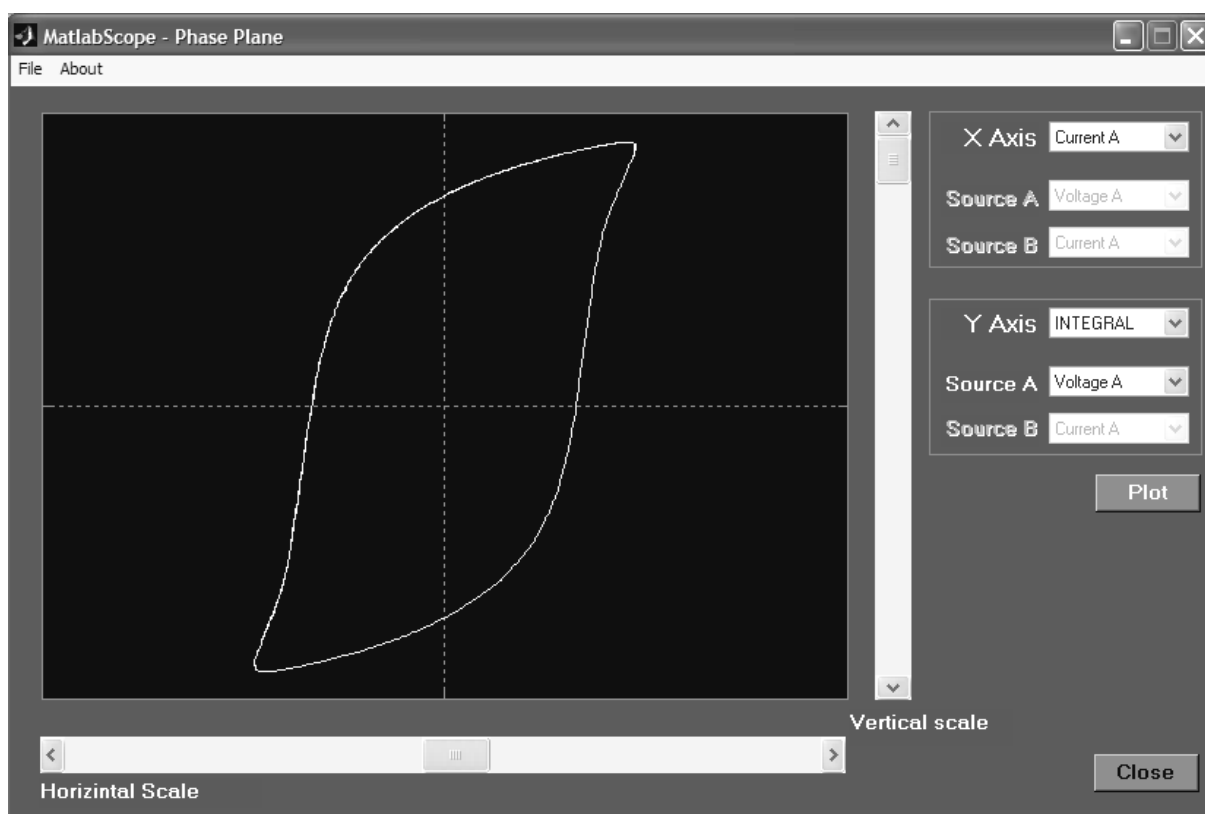 MatlabScope - Phase Plane
File About
X Axis Current A
Source A Voltage A
Source B Current A
Y Axis INTEGRAL
Source A Voltage A
Source B Current A
Plot
Vertical scale
Close
Horizintal Scale